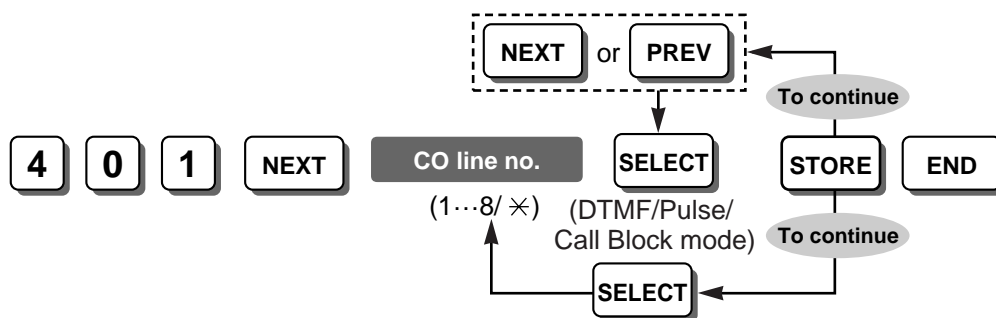 NEXT or PREV
To continue
4 0 1 NEXT CO line no. SELECT STORE END
(1···8/ ✳) (DTMF/Pulse/
Call Block mode)
To continue
SELECT